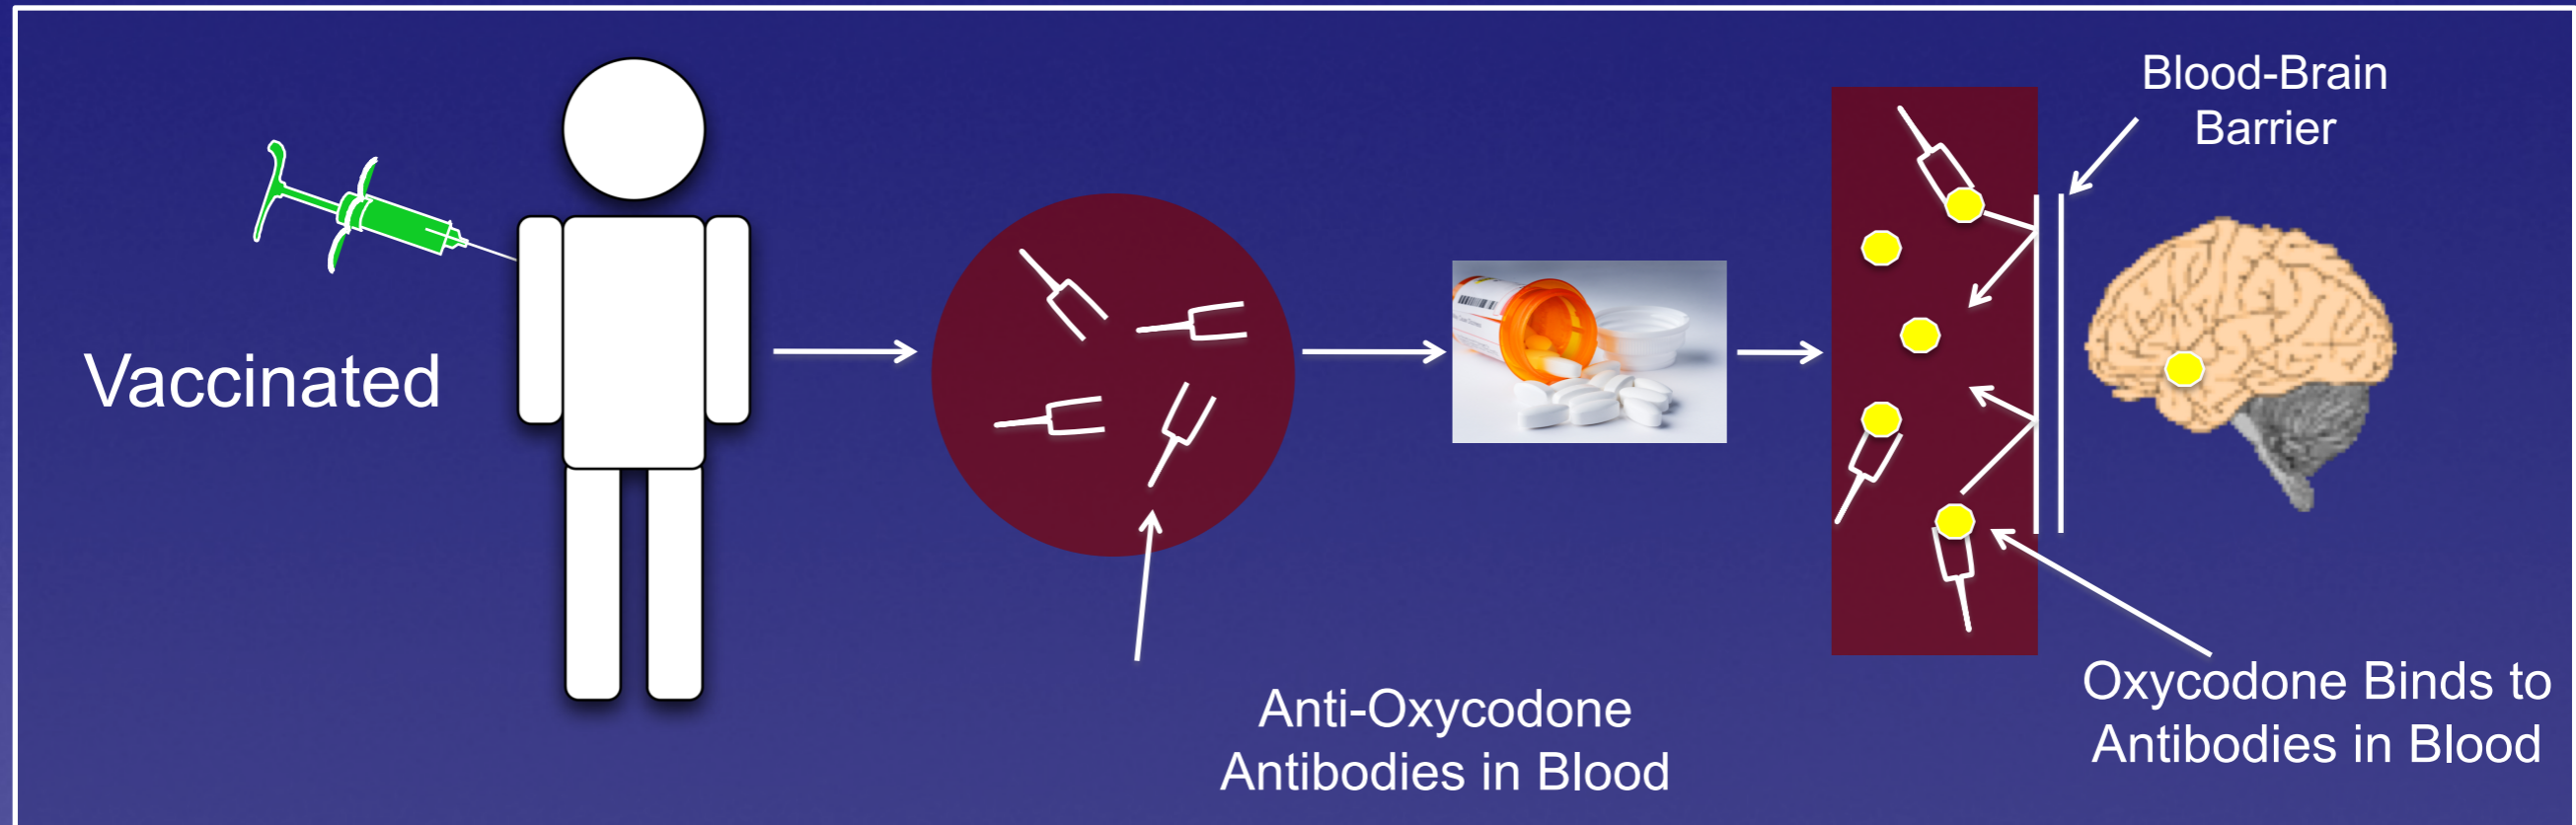 Vaccinated
Anti-Oxycodone
Antibodies in Blood
Blood-Brain
Barrier
Oxycodone Binds to
Antibodies in Blood